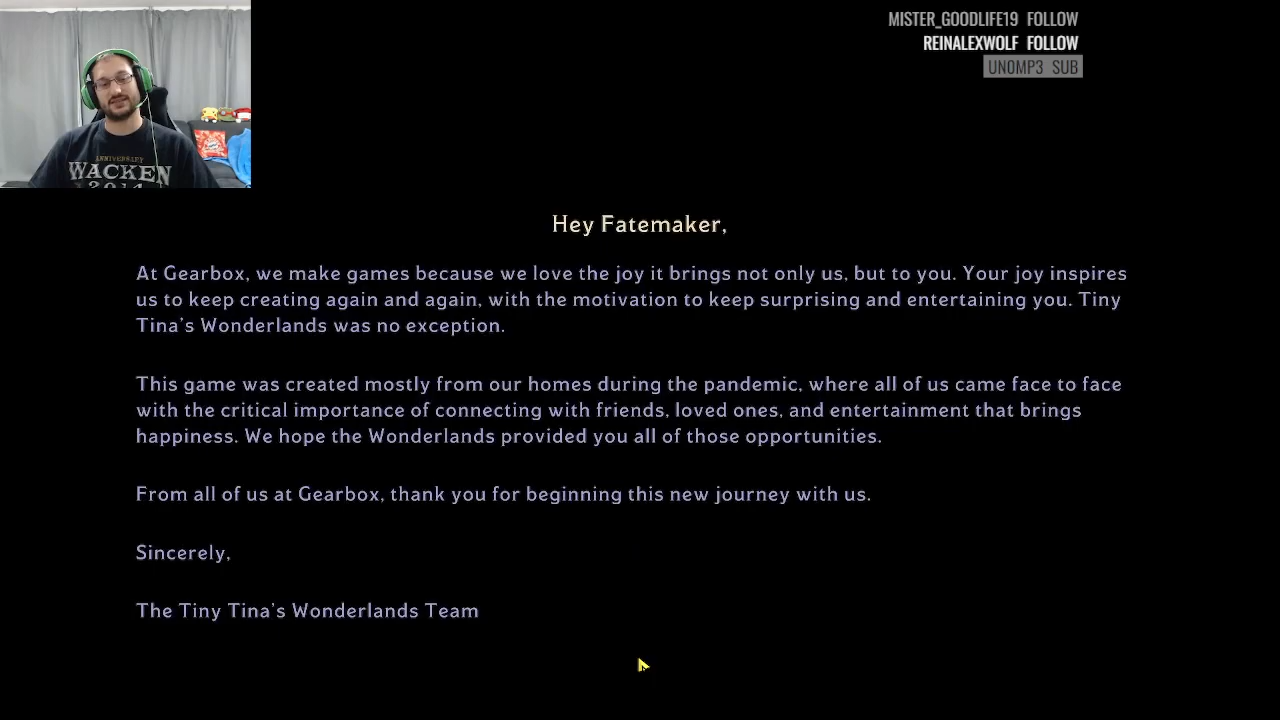 MISTER_GOODLIFE19 FOLLOW
REINALEXWOLF FOLLOW
UNOMP3 SUB
ANNIVERSARY
WACKEN
2014
Hey Fatemaker,
At Gearbox, we make games because we love the joy it brings not only us, but to you. Your joy inspires
us to keep creating again and again, with the motivation to keep surprising and entertaining you. Tiny
Tina's Wonderlands was no exception.
This game was created mostly from our homes during the pandemic, where all of us came face to face
with the critical importance of connecting with friends, loved ones, and entertainment that brings
happiness. We hope the Wonderlands provided you all of those opportunities.
From all of us at Gearbox, thank you for beginning this new journey with us.
Sincerely,
The Tiny Tina's Wonderlands Team